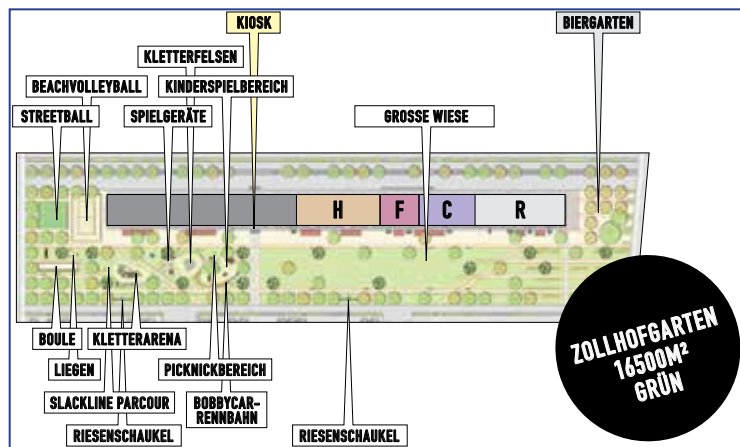 KIOSK
BIERGARTEN
KLETTERFELSEN
BEACHVOLLEYBALL
KINDERSPIELBEREICH
STREETBALL
SPIELGERÄTE
GROSSE WIESE
H
F
C
R
BOULE
KLETTERARENA
LIEGEN
PICKNICKBEREICH
SLACKLINE PARCOUR
BOBBYCAR-
RENNBAHN
RIESENSCHAUKEL
RIESENSCHAUKEL
ZOLLHOFGARTEN
16500M²
GRÜN